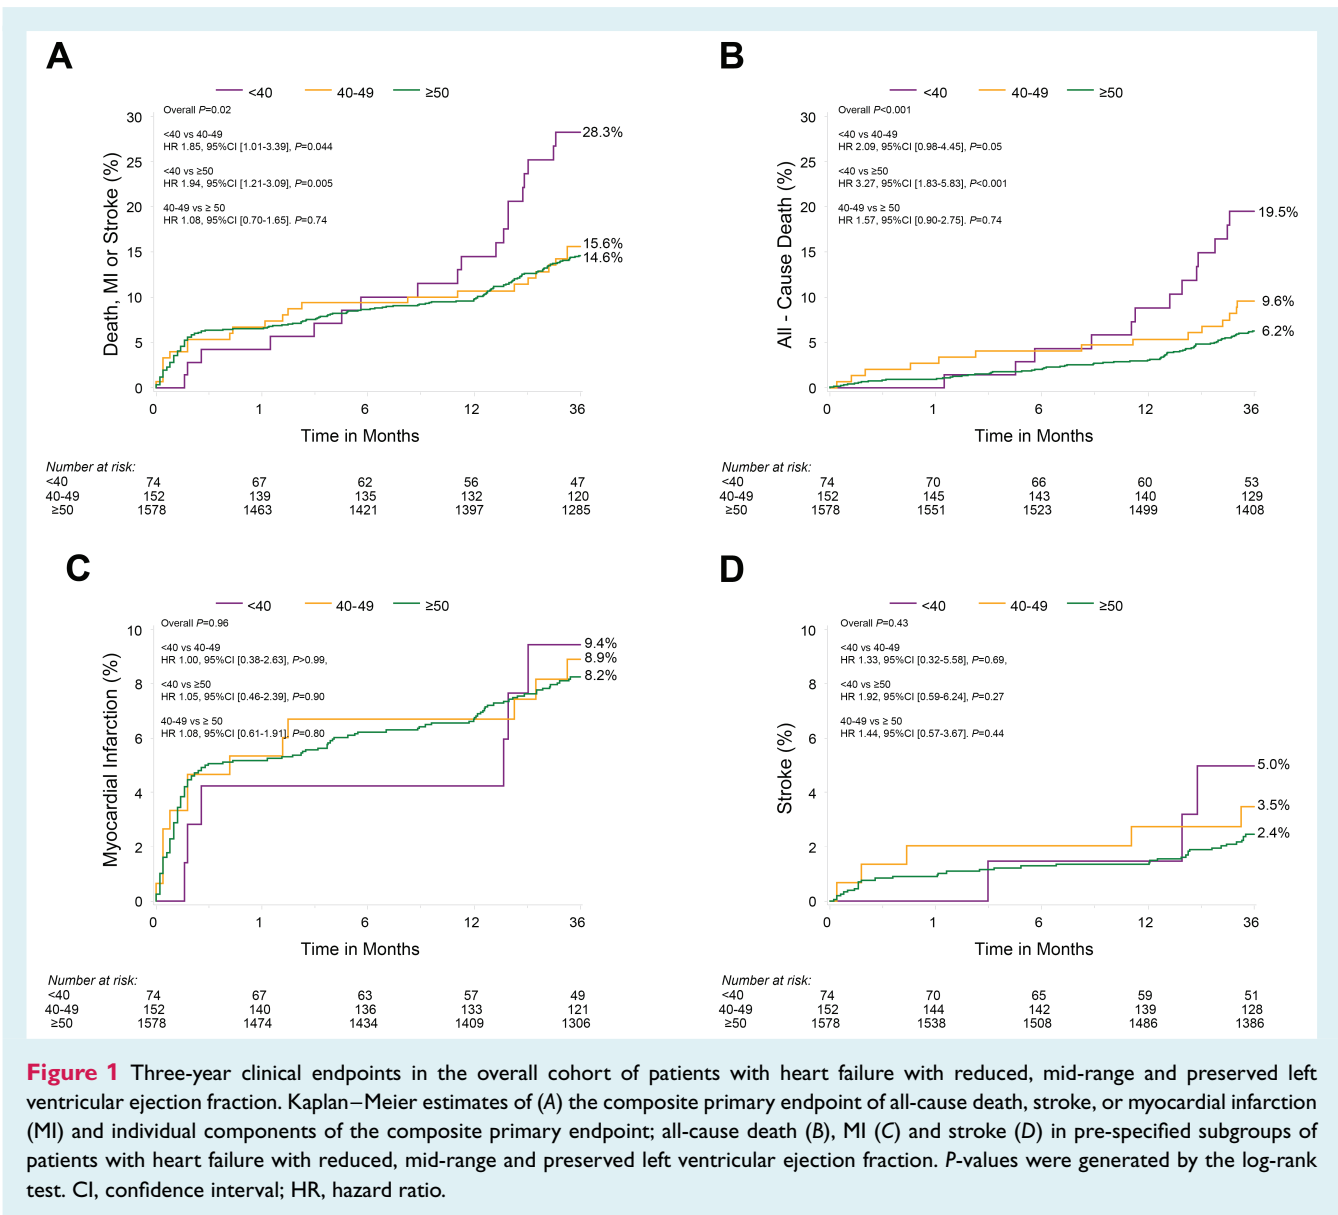 A
<40 40-49 ≥50
Overall P=0.02
<40 vs 40-49
HR 1.85, 95%CI [1.01-3.39], P=0.044
<40 vs ≥50
HR 1.94, 95%CI [1.21-3.09], P=0.005
40-49 vs ≥ 50
HR 1.08, 95%CI [0.70-1.65]. P=0.74
Death, MI or Stroke (%)
30
25
20
15
10
5
0
28.3%
15.6%
14.6%
0 1 6 12 36
Time in Months
Number at risk:
<40 74 67 62 56 47
40-49 152 139 135 132 120
≥50 1578 1463 1421 1397 1285
B
<40 40-49 ≥50
Overall P<0.001
<40 vs 40-49
HR 2.09, 95%CI [0.98-4.45], P=0.05
<40 vs ≥50
HR 3.27, 95%CI [1.83-5.83], P<0.001
40-49 vs ≥ 50
HR 1.57, 95%CI [0.90-2.75]. P=0.74
All - Cause Death (%)
30
25
20
15
10
5
0
19.5%
9.6%
6.2%
0 1 6 12 36
Time in Months
Number at risk:
<40 74 70 66 60 53
40-49 152 145 143 140 129
≥50 1578 1551 1523 1499 1408
C
<40 40-49 ≥50
Overall P=0.96
<40 vs 40-49
HR 1.00, 95%CI [0.38-2.63], P>0.99,
<40 vs ≥50
HR 1.05, 95%CI [0.46-2.39], P=0.90
40-49 vs ≥ 50
HR 1.08, 95%CI [0.61-1.91], P=0.80
Myocardial Infarction (%)
10
8
6
4
2
0
9.4%
8.9%
8.2%
0 1 6 12 36
Time in Months
Number at risk:
<40 74 67 63 57 49
40-49 152 140 136 133 121
≥50 1578 1474 1434 1409 1306
D
<40 40-49 ≥50
Overall P=0.43
<40 vs 40-49
HR 1.33, 95%CI [0.32-5.58], P=0.69,
<40 vs ≥50
HR 1.92, 95%CI [0.59-6.24], P=0.27
40-49 vs ≥ 50
HR 1.44, 95%CI [0.57-3.67]. P=0.44
Stroke (%)
10
8
6
4
2
0
5.0%
3.5%
2.4%
0 1 6 12 36
Time in Months
Number at risk:
<40 74 70 65 59 51
40-49 152 144 142 139 128
≥50 1578 1538 1508 1486 1386
Figure 1 Three-year clinical endpoints in the overall cohort of patients with heart failure with reduced, mid-range and preserved left
ventricular ejection fraction. Kaplan–Meier estimates of (A) the composite primary endpoint of all-cause death, stroke, or myocardial infarction
(MI) and individual components of the composite primary endpoint; all-cause death (B), MI (C) and stroke (D) in pre-specified subgroups of
patients with heart failure with reduced, mid-range and preserved left ventricular ejection fraction. P-values were generated by the log-rank
test. CI, confidence interval; HR, hazard ratio.